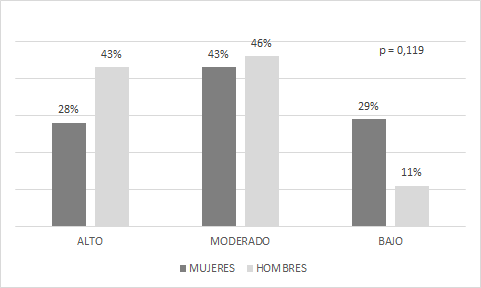 46%
43%
43%
p = 0,119
28%
29%
11%
ALTO
MODERADO
BAJO
MUJERES
HOMBRES